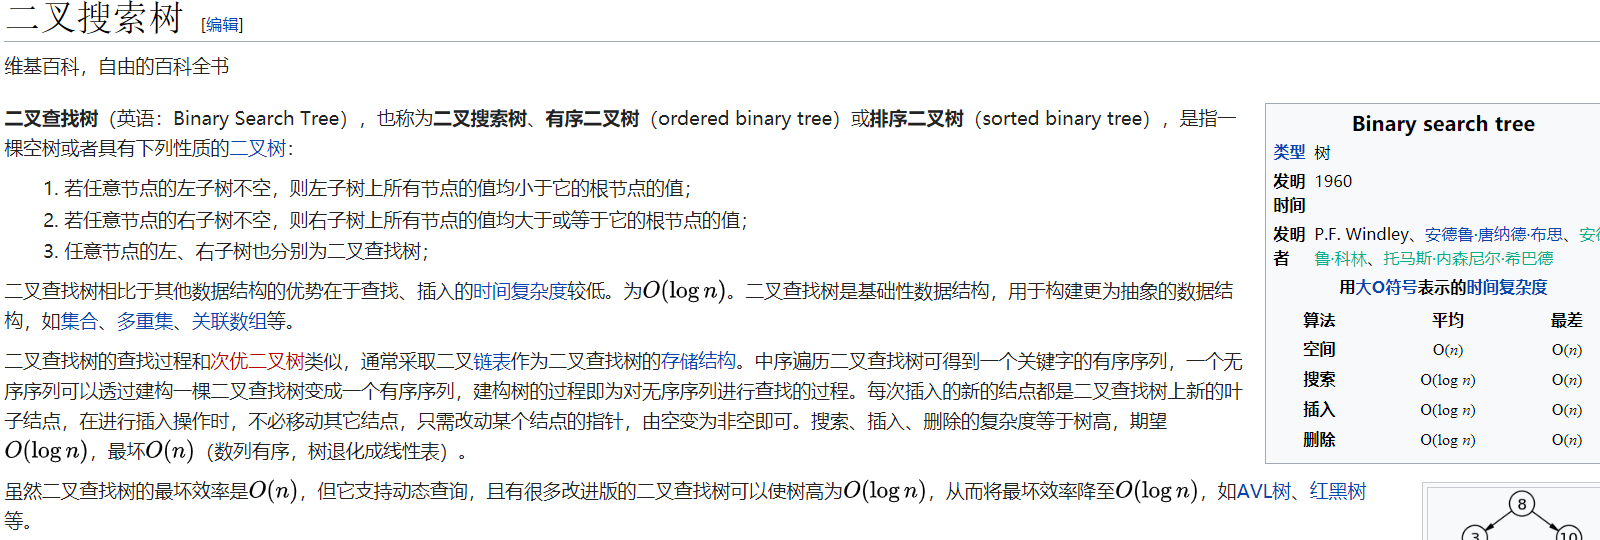 二叉搜索树 [编辑]
维基百科，自由的百科全书
二叉查找树（英语：Binary Search Tree），也称为二叉搜索树、有序二叉树（ordered binary tree）或排序二叉树（sorted binary tree），是指一
棵空树或者具有下列性质的二叉树：
1. 若任意节点的左子树不空，则左子树上所有节点的值均小于它的根节点的值；
2. 若任意节点的右子树不空，则右子树上所有节点的值均大于或等于它的根节点的值；
3. 任意节点的左、右子树也分别为二叉查找树；
二叉查找树相比于其他数据结构的优势在于查找、插入的时间复杂度较低。为O(log n)。二叉查找树是基础性数据结构，用于构建更为抽象的数据结
构，如集合、多重集、关联数组等。
二叉查找树的查找过程和次优二叉树类似，通常采取二叉链表作为二叉查找树的存储结构。中序遍历二叉查找树可得到一个关键字的有序序列，一个无
序序列可以透过建构一棵二叉查找树变成一个有序序列，建构树的过程即为对无序序列进行查找的过程。每次插入的新的结点都是二叉查找树上新的叶
子结点，在进行插入操作时，不必移动其它结点，只需改动某个结点的指针，由空变为非空即可。搜索、插入、删除的复杂度等于树高，期望
O(log n)，最坏O(n)（数列有序，树退化成线性表）。
虽然二叉查找树的最坏效率是O(n)，但它支持动态查询，且有很多改进版的二叉查找树可以使树高为O(log n)，从而将最坏效率降至O(log n)，如AVL树、红黑树
等。
Binary search tree
类型 树
发明 1960
时间
发明 P.F. Windley、安德鲁·唐纳德·布思、安德
者 鲁·科林、托马斯·内森尼尔·希巴德
用大O符号表示的时间复杂度
算法 平均 最差
空间 O(n) O(n)
搜索 O(log n) O(n)
插入 O(log n) O(n)
删除 O(log n) O(n)
8
3 10